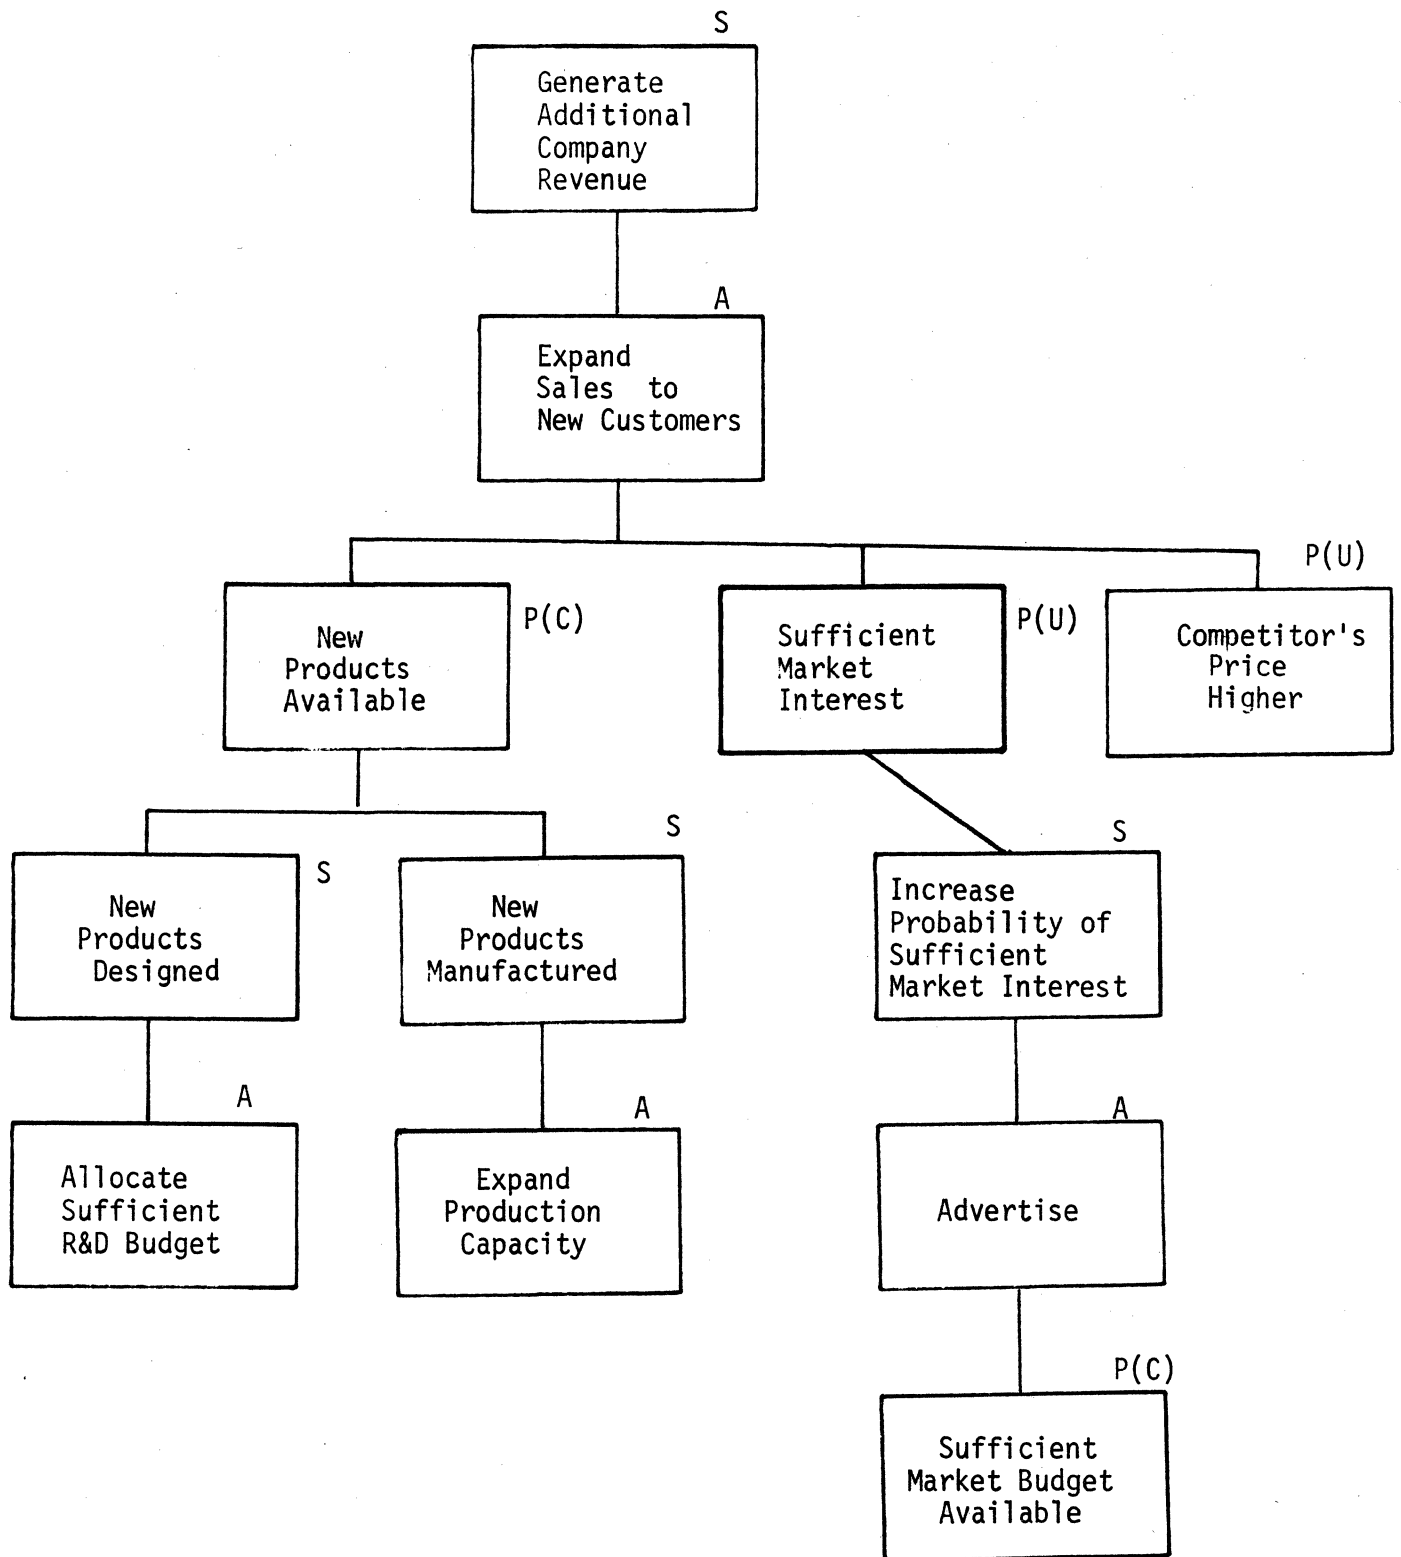 S
Generate
Additional
Company
Revenue
A
Expand
Sales to
New Customers
P(C)
New
Products
Available
P(U)
Sufficient
Market
Interest
P(U)
Competitor's
Price
Higher
S
New
Products
Designed
S
New
Products
Manufactured
S
Increase
Probability of
Sufficient
Market Interest
A
Allocate
Sufficient
R&D Budget
A
Expand
Production
Capacity
A
Advertise
P(C)
Sufficient
Market Budget
Available